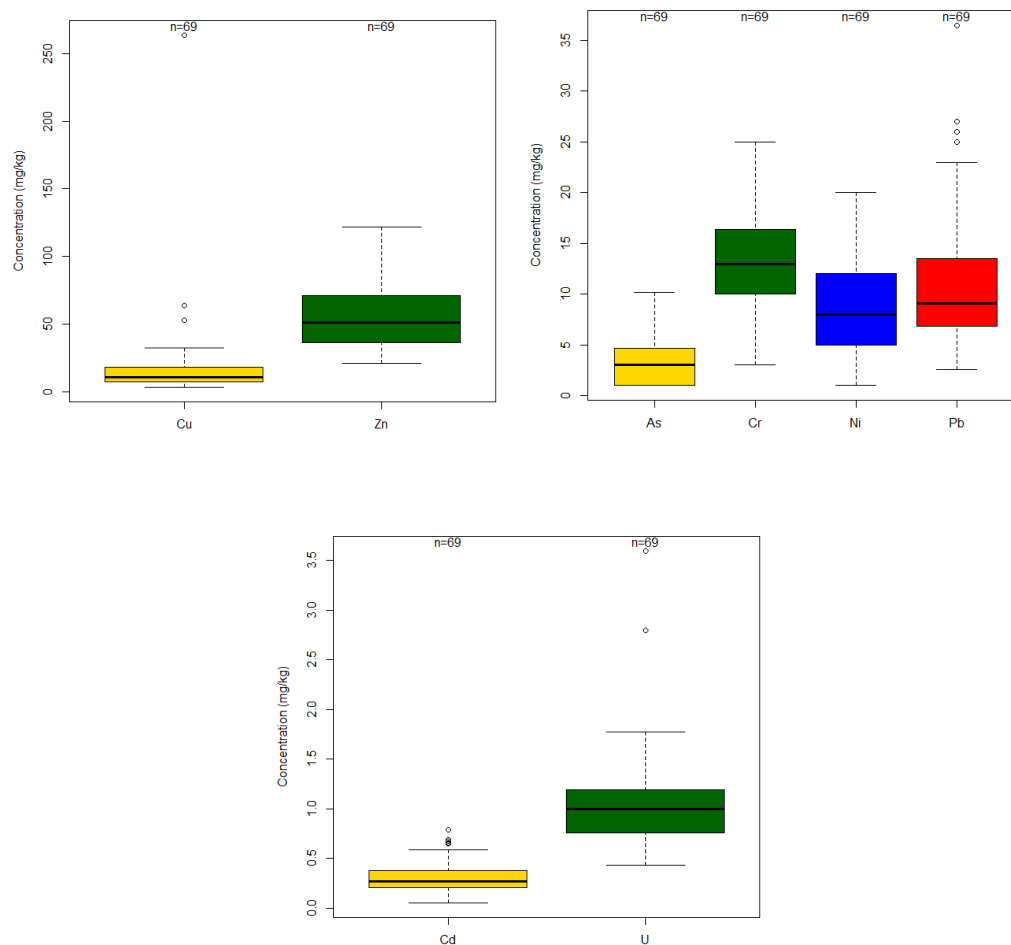 n=69 n=69
Concentration (mg/kg)
250
200
150
100
50
0
Cu Zn
n=69 n=69 n=69 n=69
Concentration (mg/kg)
35
30
25
20
15
10
5
0
As Cr Ni Pb
n=69 n=69
Concentration (mg/kg)
3.5
3.0
2.5
2.0
1.5
1.0
0.5
0.0
Cd U